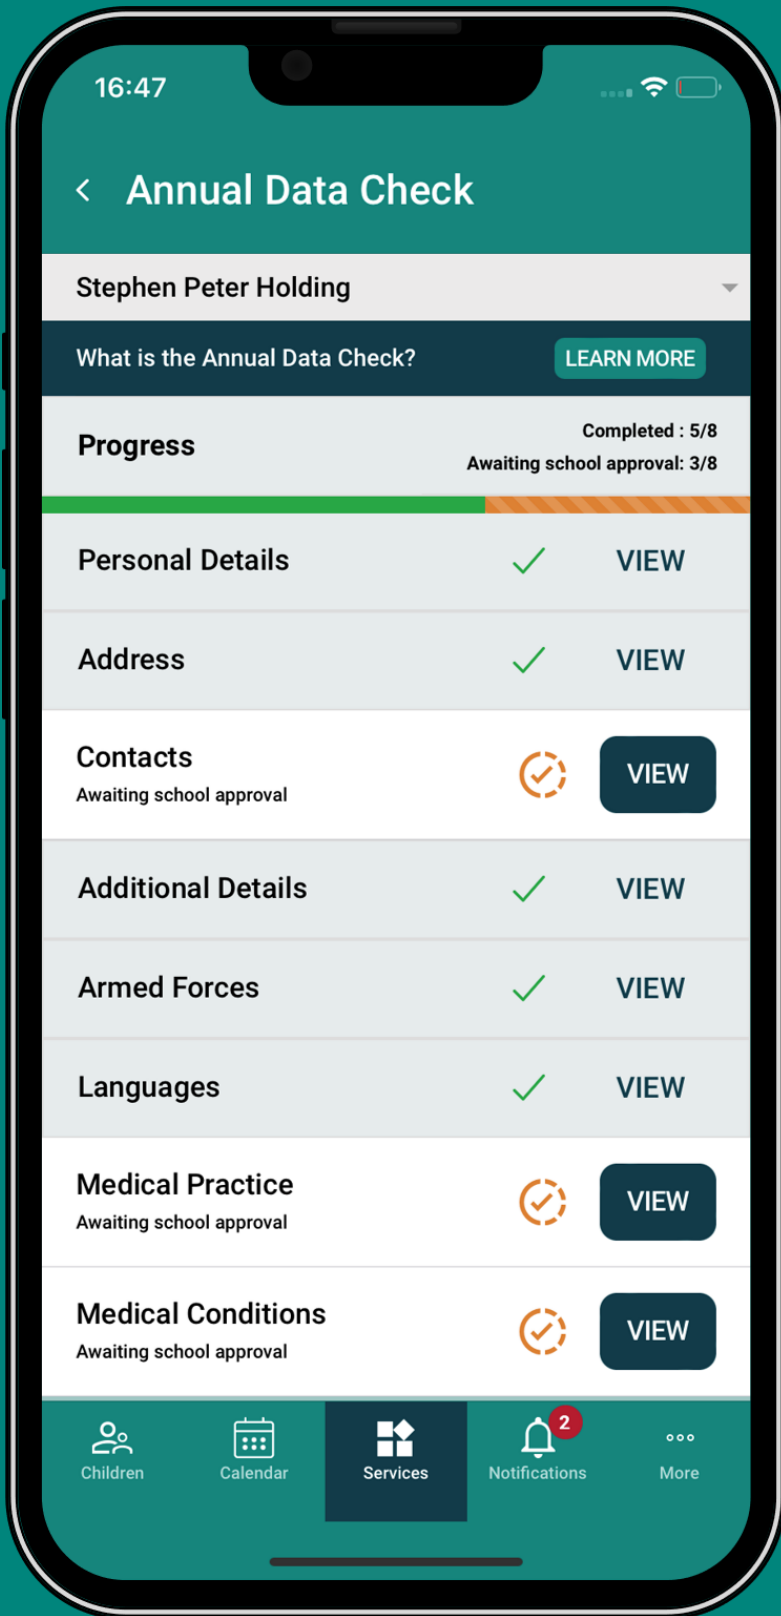 16:47
Annual Data Check
Stephen Peter Holding
What is the Annual Data Check? LEARN MORE
Progress
Completed : 5/8
Awaiting school approval: 3/8
Personal Details VIEW
Address VIEW
Contacts
Awaiting school approval
VIEW
Additional Details VIEW
Armed Forces VIEW
Languages VIEW
Medical Practice
Awaiting school approval
VIEW
Medical Conditions
Awaiting school approval
VIEW
2
Children Calendar Services Notifications More